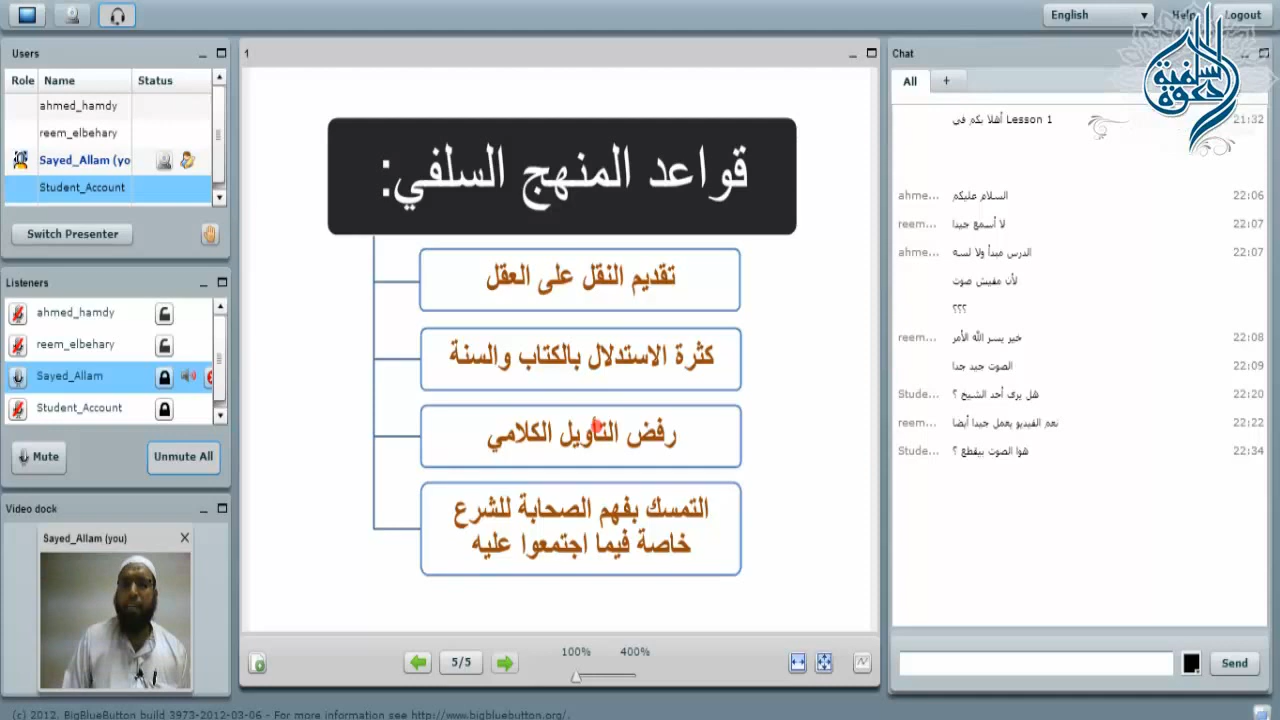 English
Help
Logout
Users
Role Name Status
ahmed_hamdy
reem_elbehary
Sayed_Allam (yo
Student_Account
Switch Presenter
Listeners
ahmed_hamdy
reem_elbehary
Sayed_Allam
Student_Account
Mute
Unmute All
Video dock
Sayed_Allam (you)
1
قواعد المنهج السلفي:
تقديم النقل على العقل
كثرة الاستدلال بالكتاب والسنة
رفض التأويل الكلامي
التمسك بفهم الصحابة للشرع
خاصة فيما اجتمعوا عليه
5/5
100% 400%
Chat
All +
أهلا بكم في Lesson 1 21:32
ahme... السلام عليكم 22:06
reem... لا أسمع جيدا 22:07
ahme... الدرس مبدأ ولا لسه 22:07
لأن مفيش صوت
؟؟؟
reem... خير يسر الله الأمر 22:08
الصوت جيد جدا 22:09
Stude... هل يرى أحد الشيخ ؟ 22:20
reem... نعم الفيديو يعمل جيدا أيضا 22:22
Stude... هوا الصوت بيقطع ؟ 22:34
Send
(c) 2012. BigBlueButton build 3973-2012-03-06 - For more information see http://www.bigbluebutton.org/.